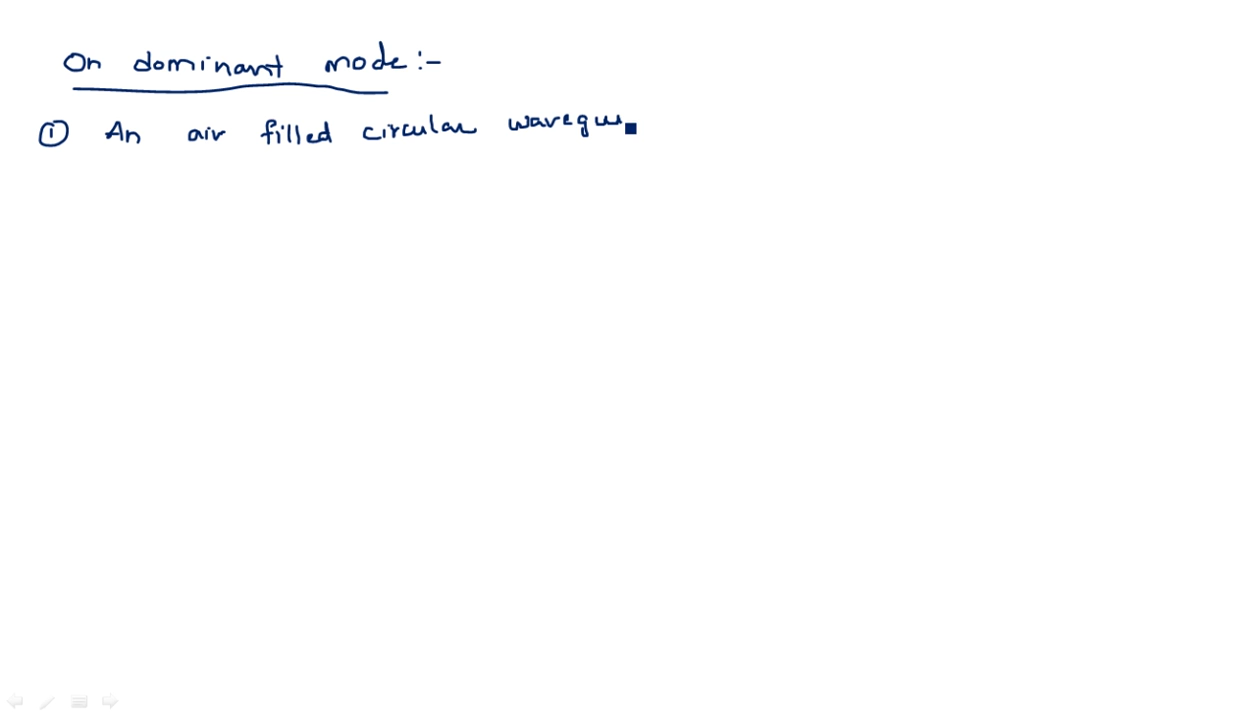 On dominant mode:-
① An air filled circular wavegu